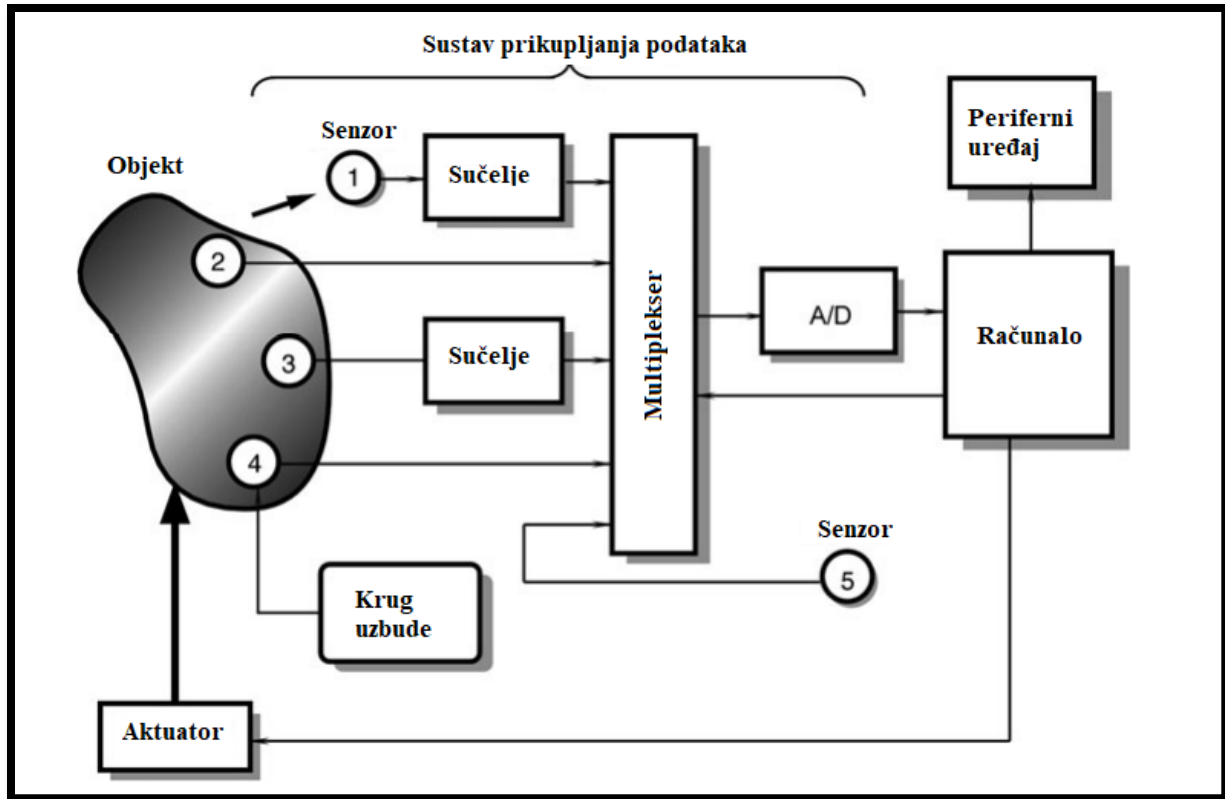 Sustav prikupljanja podataka
Senzor
Objekt
1
Sučelje
Periferni
uređaj
2
Multiplekser
A/D
Računalo
3
Sučelje
4
Senzor
5
Krug
uzbude
Aktuator